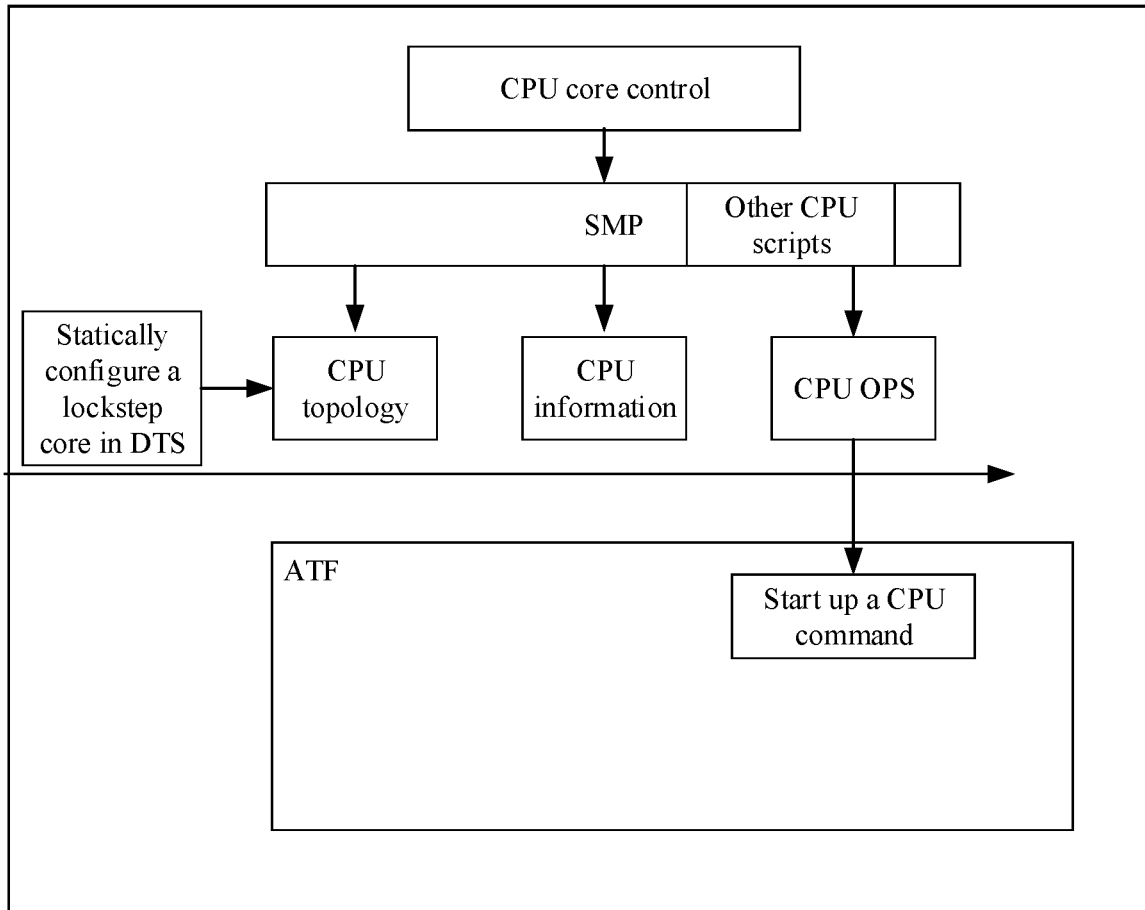 CPU core control
SMP
Other CPU
scripts
Statically
configure a
lockstep
core in DTS
CPU
topology
CPU
information
CPU OPS
ATF
Start up a CPU
command